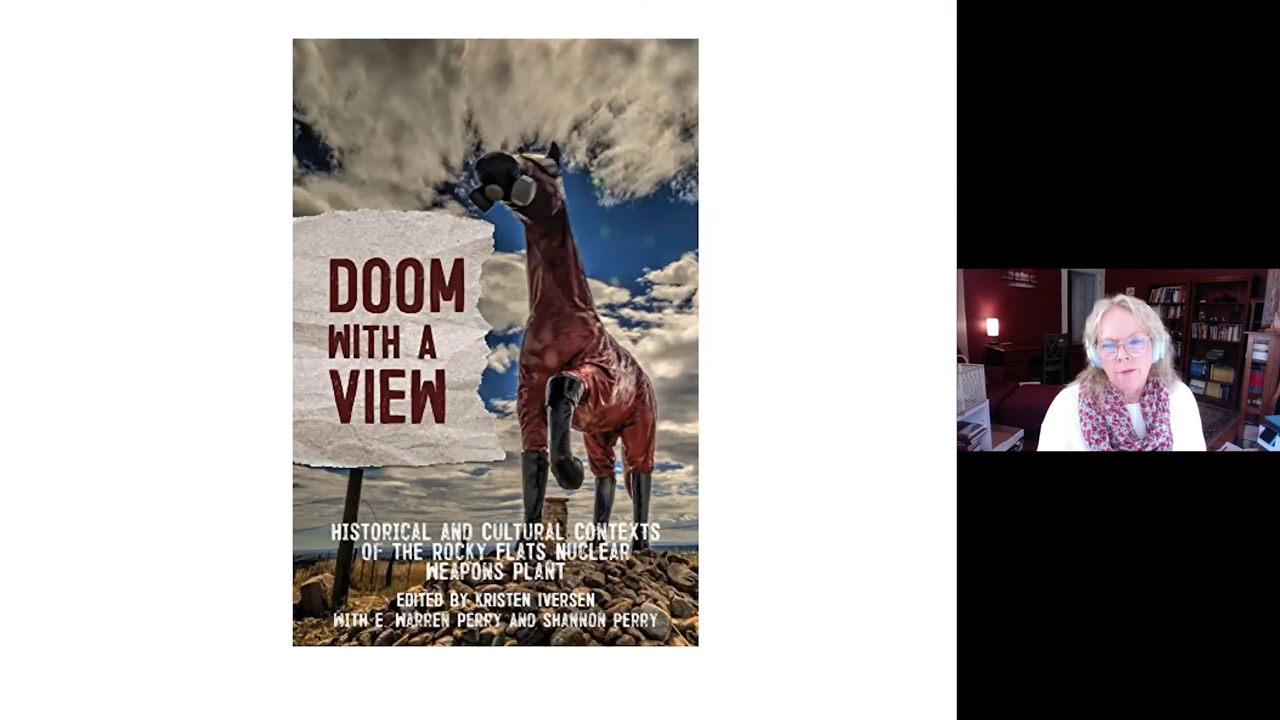 DOOM
WITH A
VIEW
HISTORICAL AND CULTURAL CONTEXTS
OF THE ROCKY FLATS NUCLEAR
WEAPONS PLANT
EDITED BY KRISTEN IVERSEN
WITH E. WARREN PERRY AND SHANNON PERRY